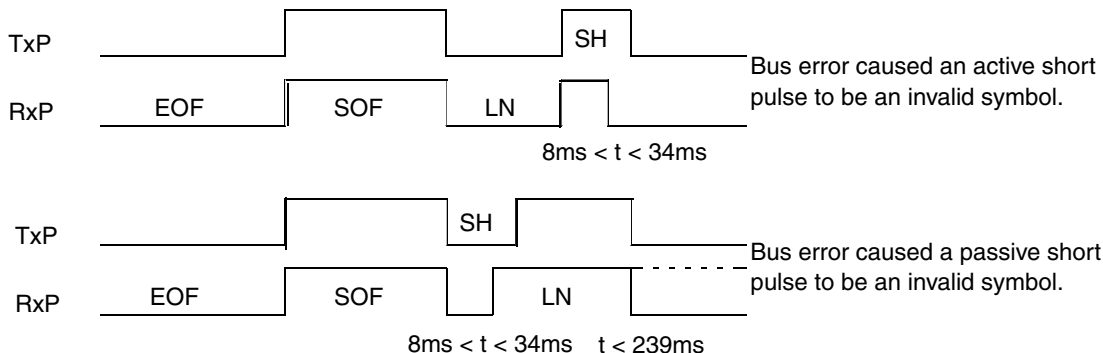 TxP
SH
Bus error caused an active short
pulse to be an invalid symbol.
RxP
EOF
SOF
LN
8ms < t < 34ms
TxP
SH
Bus error caused a passive short
pulse to be an invalid symbol.
RxP
EOF
SOF
LN
8ms < t < 34ms
t < 239ms